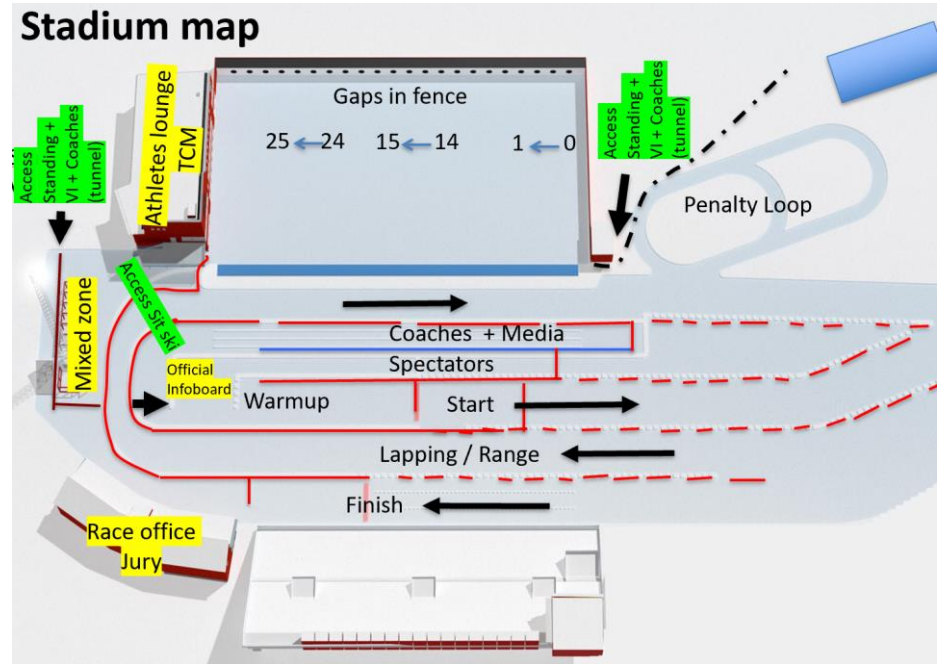 Stadium map
Access
Standing +
VI + Coaches
(tunnel)
Athletes lounge
TCM
Gaps in fence
25 24 15 14 1 0
Access
Standing +
VI + Coaches
(tunnel)
Penalty Loop
Mixed zone
Access Sit ski
Coaches + Media
Spectators
Official
Infoboard
Warmup
Start
Lapping / Range
Finish
Race office
Jury